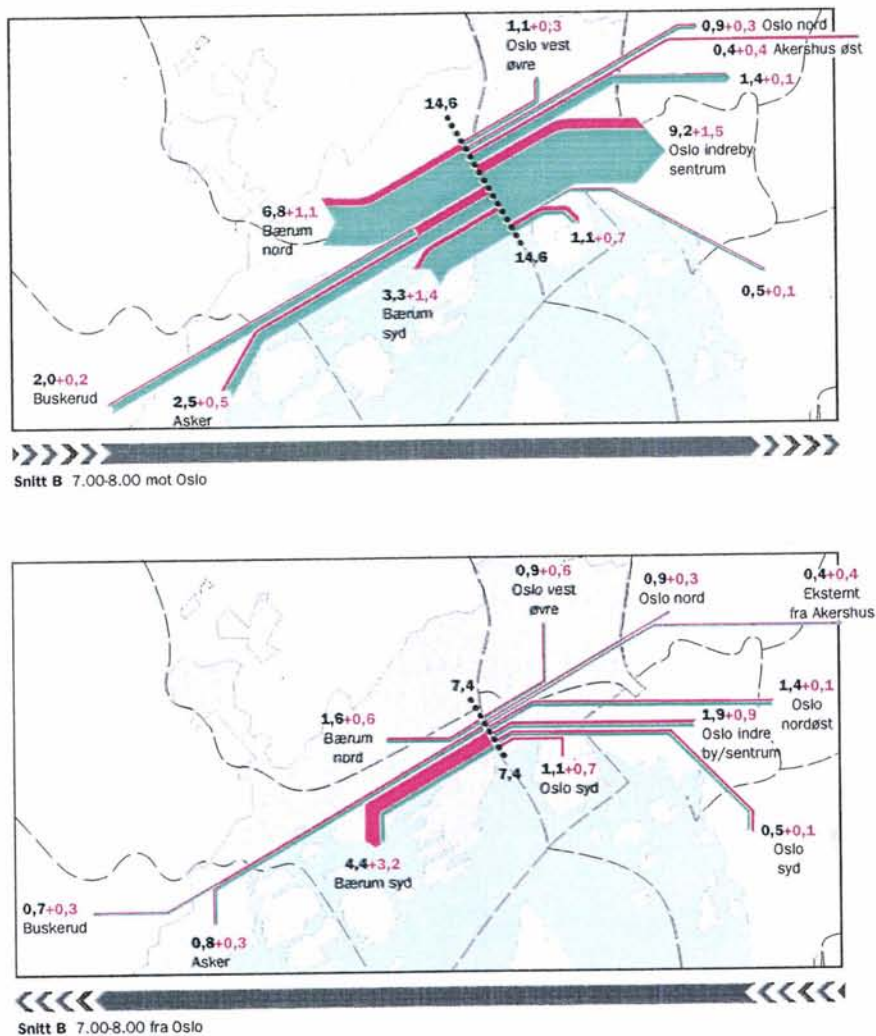 1,1+0,3
Oslo vest
øvre
0,9+0,3 Oslo nord
0,4+0,4 Akershus øst
1,4+0,1
14,6
9,2+1,5
Oslo indreby
sentrum
6,8+1,1
Bærum
nord
1,1+0,7
14,6
3,3+1,4
Bærum
syd
0,5+0,1
2,0+0,2
Buskerud
2,5+0,5
Asker
Snitt B 7.00-8.00 mot Oslo
0,9+0,6
Oslo vest
øvre
0,9+0,3
Oslo nord
0,4+0,4
Eksternt
fra Akershus
7,4
1,4+0,1
Oslo
nordøst
1,6+0,6
Bærum
nord
1,9+0,9
Oslo indre
by/sentrum
7,4
1,1+0,7
Oslo syd
0,5+0,1
Oslo
syd
4,4+3,2
Bærum syd
0,7+0,3
Buskerud
0,8+0,3
Asker
Snitt B 7.00-8.00 fra Oslo